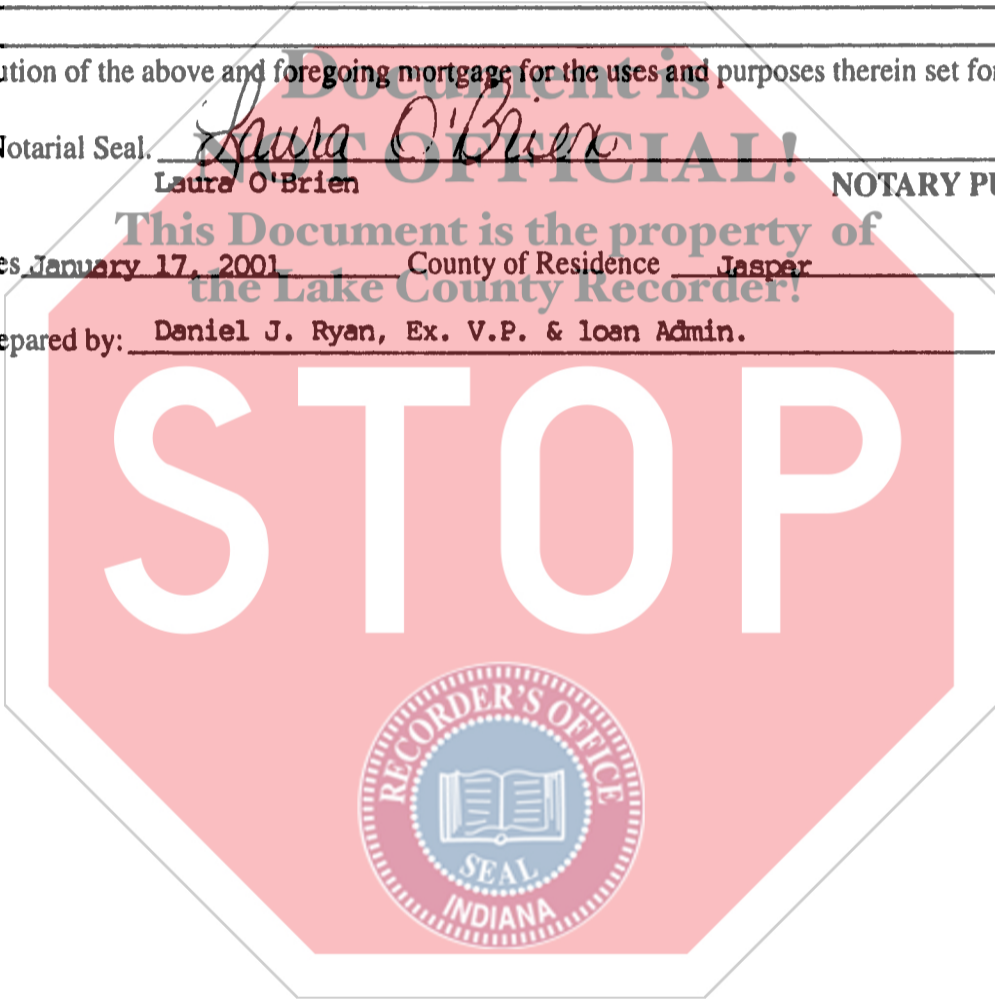 Document is
ution of the above and foregoing mortgage for the uses and purposes therein set for
NOT OFFICIAL!
Notarial Seal. Laura O'Brien
Laura O'Brien NOTARY PU
This Document is the property of
es January 17, 2001 County of Residence Jasper
the Lake County Recorder!
epared by: Daniel J. Ryan, Ex. V.P. & loan Admin.
STOP
RECORDER'S OFFICE
SEAL
INDIANA